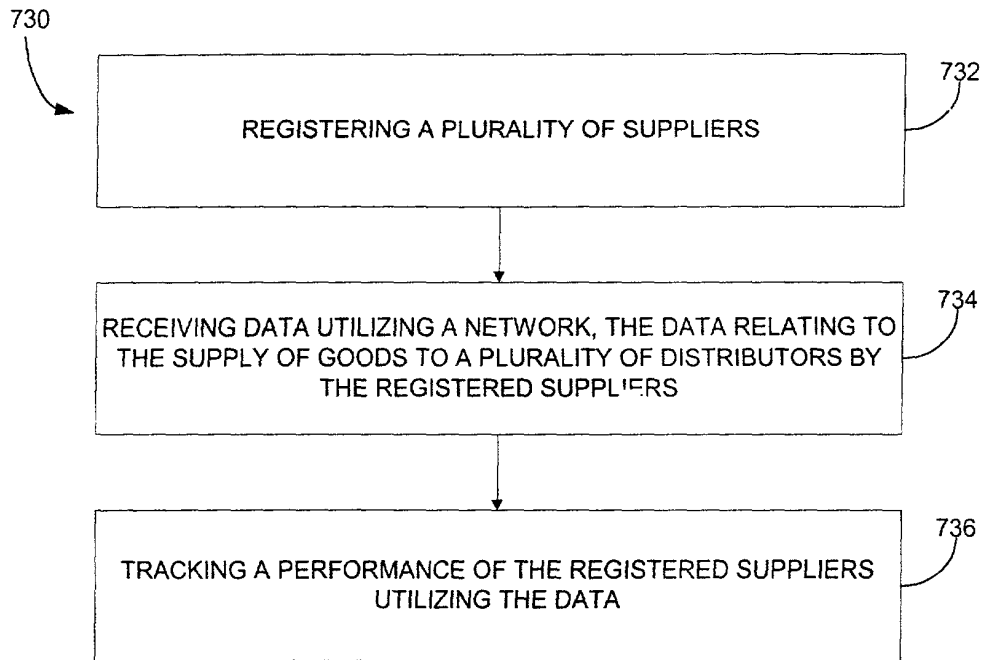 730
732
REGISTERING A PLURALITY OF SUPPLIERS
734
RECEIVING DATA UTILIZING A NETWORK, THE DATA RELATING TO
THE SUPPLY OF GOODS TO A PLURALITY OF DISTRIBUTORS BY
THE REGISTERED SUPPLIERS
736
TRACKING A PERFORMANCE OF THE REGISTERED SUPPLIERS
UTILIZING THE DATA